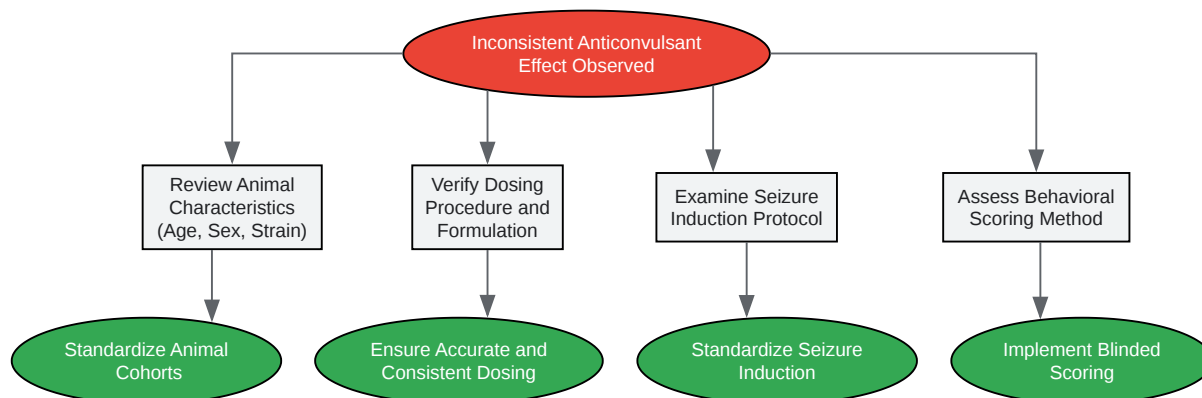 Inconsistent Anticonvulsant
Effect Observed
Review Animal
Characteristics
(Age, Sex, Strain)
Verify Dosing
Procedure and
Formulation
Examine Seizure
Induction Protocol
Assess Behavioral
Scoring Method
Standardize Animal
Cohorts
Ensure Accurate and
Consistent Dosing
Standardize Seizure
Induction
Implement Blinded
Scoring